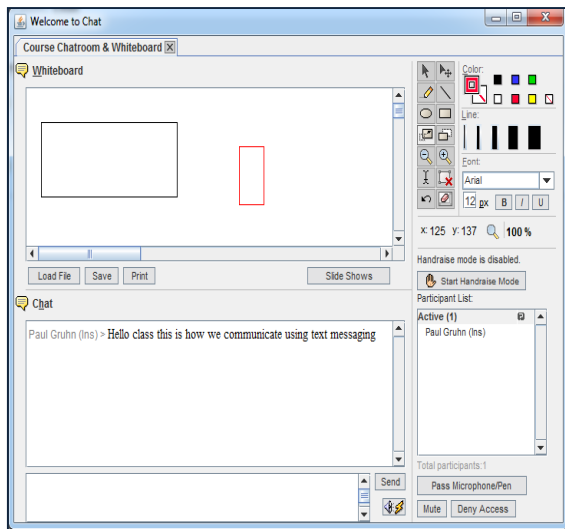 Welcome to Chat
Course Chatroom & Whiteboard
Whiteboard
Color:
Line:
Font:
Arial
12 px B I U
x: 125 y: 137 100 %
Load File Save Print Slide Shows
Handraise mode is disabled.
Start Handraise Mode
Chat
Participant List:
Active (1)
Paul Gruhn (Ins)
Paul Gruhn (Ins) > Hello class this is how we communicate using text messaging
Total participants:1
Send
Pass Microphone/Pen
Mute Deny Access